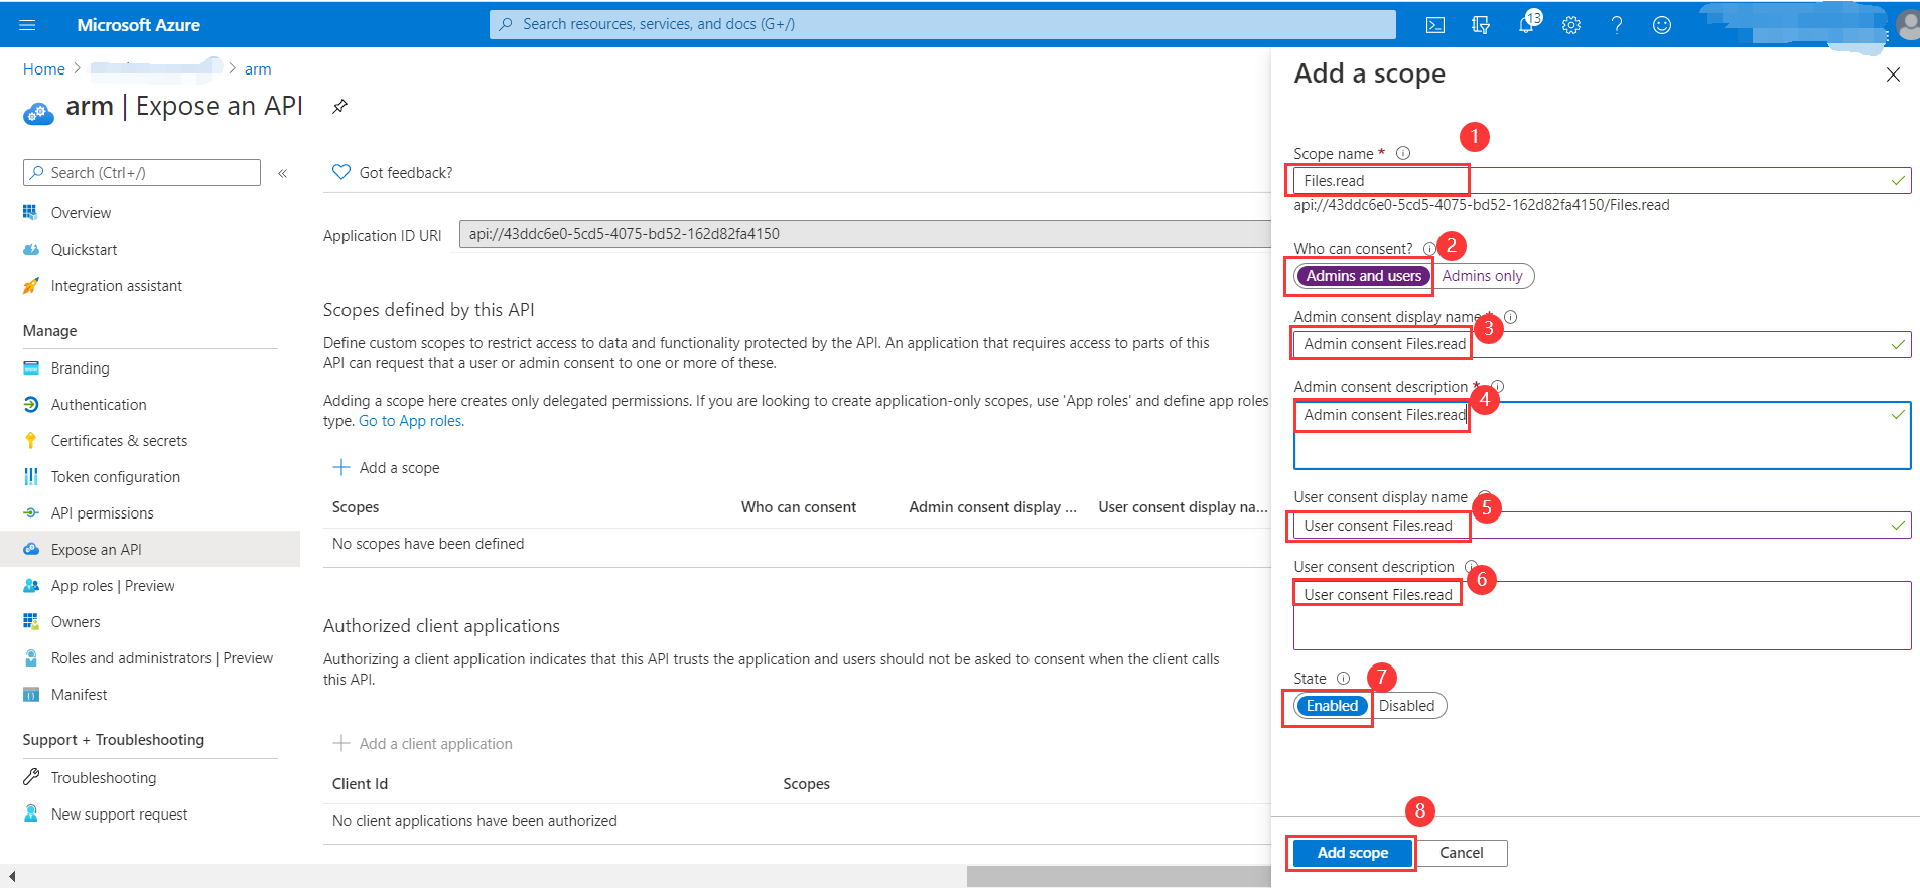 Microsoft Azure
Search resources, services, and docs (G+/)
13
Home
arm
arm | Expose an API
Search (Ctrl+/)
Overview
Quickstart
Integration assistant
Manage
Branding
Authentication
Certificates & secrets
Token configuration
API permissions
Expose an API
App roles | Preview
Owners
Roles and administrators | Preview
Manifest
Support + Troubleshooting
Troubleshooting
New support request
Got feedback?
Application ID URI
api://43ddc6e0-5cd5-4075-bd52-162d82fa4150
Scopes defined by this API
Define custom scopes to restrict access to data and functionality protected by the API. An application that requires access to parts of this
API can request that a user or admin consent to one or more of these.
Adding a scope here creates only delegated permissions. If you are looking to create application-only scopes, use 'App roles' and define app roles
type. Go to App roles.
Add a scope
Scopes Who can consent Admin consent display ... User consent display na...
No scopes have been defined
Authorized client applications
Authorizing a client application indicates that this API trusts the application and users should not be asked to consent when the client calls
this API.
Add a client application
Client Id Scopes
No client applications have been authorized
Add a scope
1
Scope name *
Files.read
api://43ddc6e0-5cd5-4075-bd52-162d82fa4150/Files.read
Who can consent? 2
Admins and users Admins only
Admin consent display name *
3
Admin consent Files.read
Admin consent description *
4
Admin consent Files.read
User consent display name
5
User consent Files.read
User consent description
6
User consent Files.read
State 7
Enabled Disabled
8
Add scope Cancel